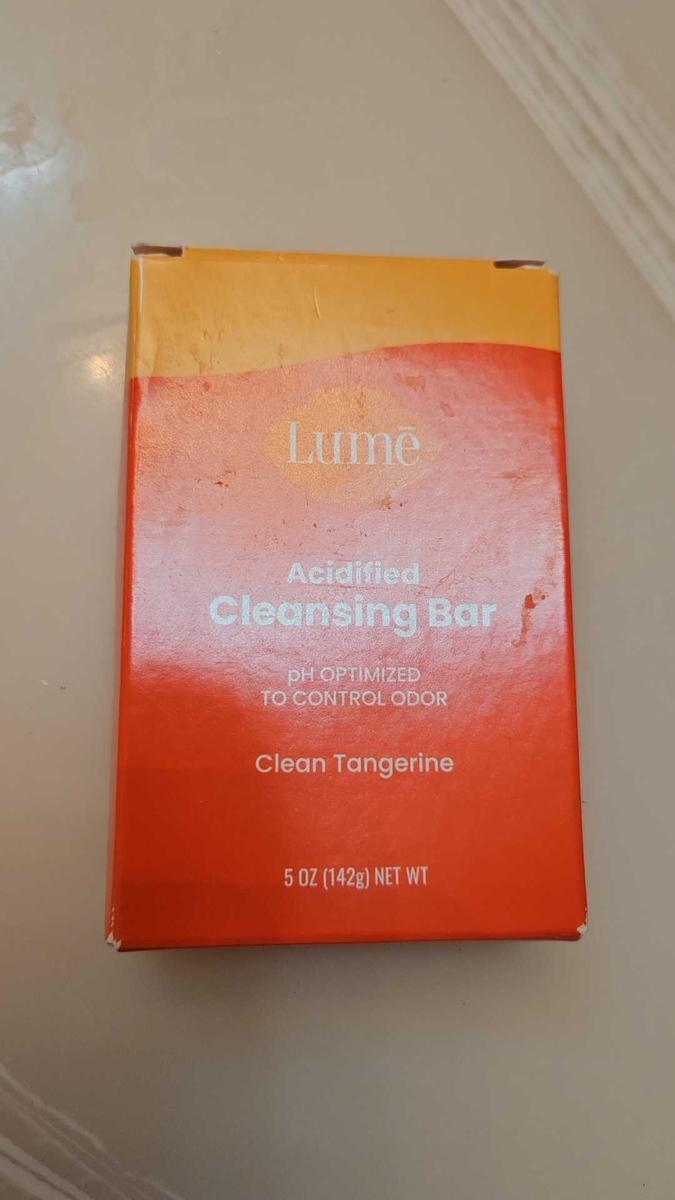 Lumē
Acidified
Cleansing Bar
pH OPTIMIZED
TO CONTROL ODOR
Clean Tangerine
5 OZ (142g) NET WT